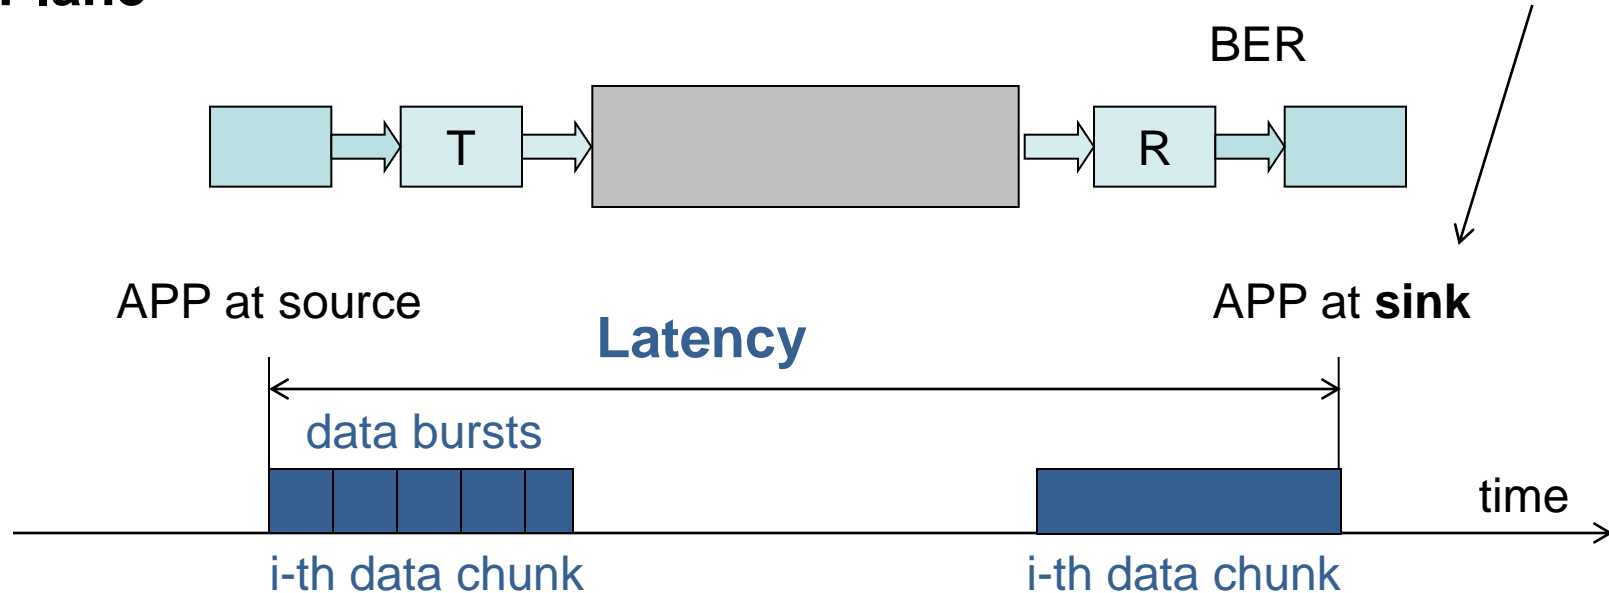 BER
T
R
APP at source
APP at sink
Latency
data bursts
time
i-th data chunk
i-th data chunk